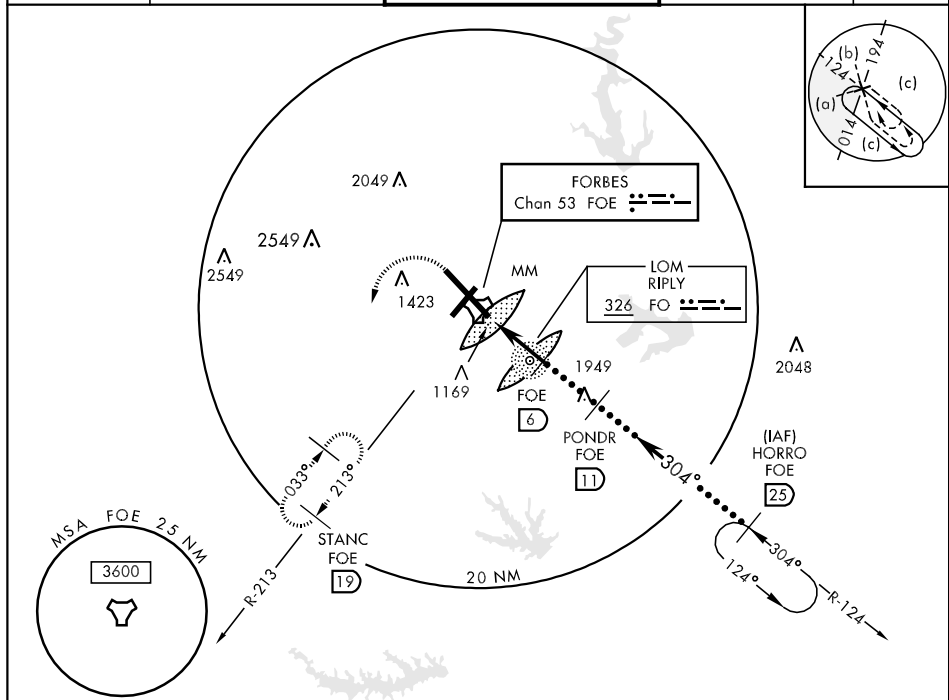 194
(b)
124
(c)
(a)
014
(c)
2049
FORBES
Chan 53 FOE
2549
2549
MM
LOM
RIPLY
326 FO
1423
1949
2048
1169
FOE
6
PONDR
FOE
11
(IAF)
HORRO
FOE
25
304°
033°
213°
304°
124°
R-124
STANC
FOE
19
20 NM
R-213
MSA FOE 25 NM
3600